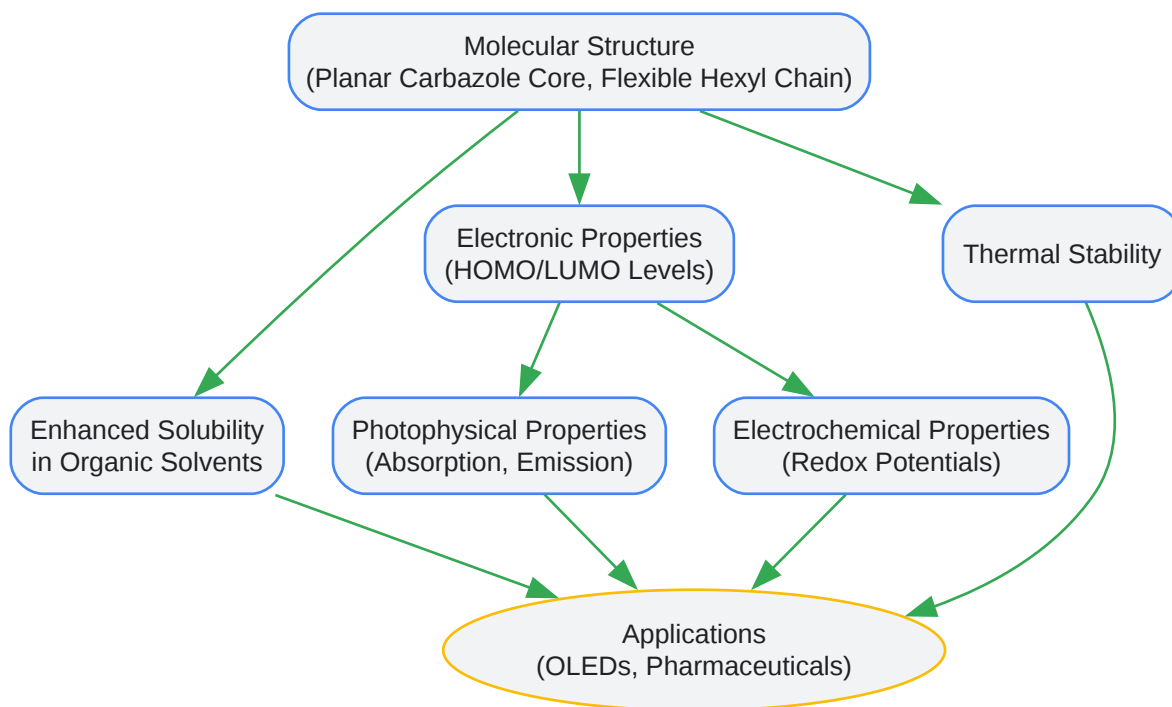 Molecular Structure
(Planar Carbazole Core, Flexible Hexyl Chain)
Electronic Properties
(HOMO/LUMO Levels)
Thermal Stability
Enhanced Solubility
in Organic Solvents
Photophysical Properties
(Absorption, Emission)
Electrochemical Properties
(Redox Potentials)
Applications
(OLEDs, Pharmaceuticals)